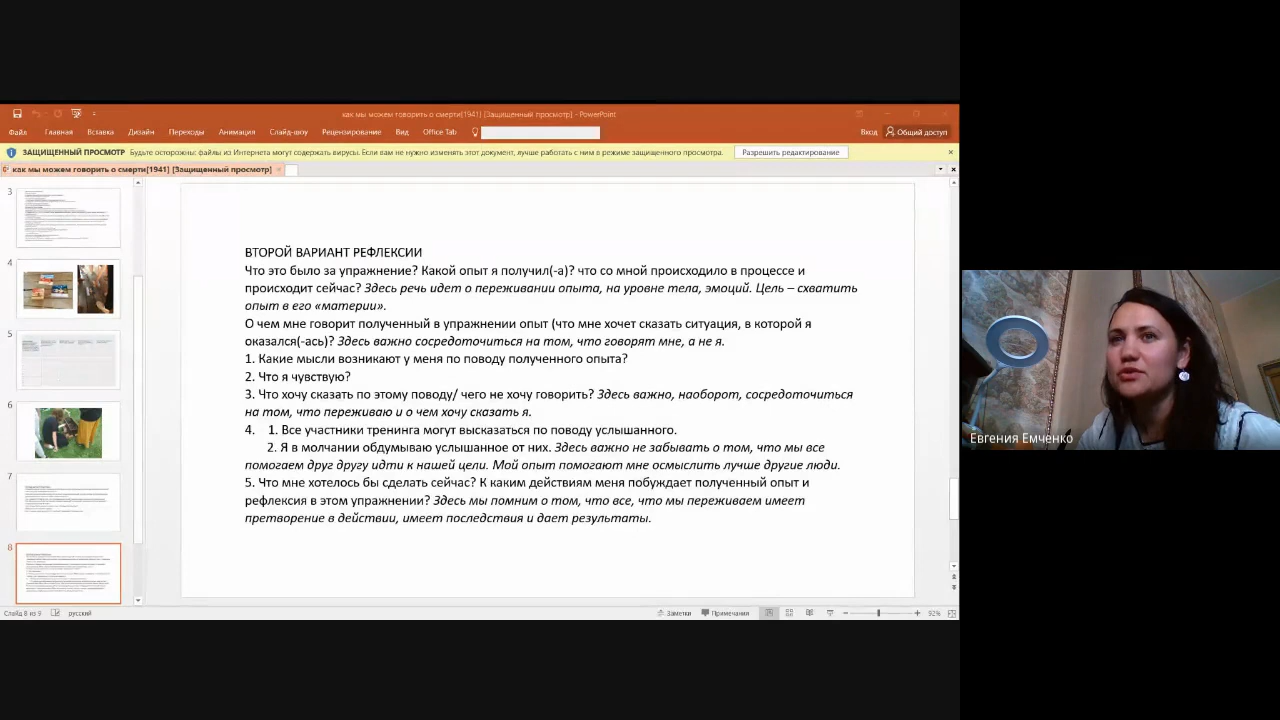 как мы можем говорить о смерти[1941] [Защищенный просмотр] - PowerPoint
Файл Главная Вставка Дизайн Переходы Анимация Слайд-шоу Рецензирование Вид Office Tab Вход Общий доступ
ЗАЩИЩЕННЫЙ ПРОСМОТР Будьте осторожны: файлы из Интернета могут содержать вирусы. Если вам не нужно изменять этот документ, лучше работать с ним в режиме защищенного просмотра. Разрешить редактирование
как мы можем говорить о смерти[1941] [Защищенный просмотр]
3
4
5
6
7
8
ВТОРОЙ ВАРИАНТ РЕФЛЕКСИИ
Что это было за упражнение? Какой опыт я получил(-а)? что со мной происходило в процессе и
происходит сейчас? Здесь речь идет о переживании опыта, на уровне тела, эмоций. Цель – схватить
опыт в его «материи».
О чем мне говорит полученный в упражнении опыт (что мне хочет сказать ситуация, в которой я
оказался(-ась)? Здесь важно сосредоточиться на том, что говорят мне, а не я.
1. Какие мысли возникают у меня по поводу полученного опыта?
2. Что я чувствую?
3. Что хочу сказать по этому поводу/ чего не хочу говорить? Здесь важно, наоборот, сосредоточиться
на том, что переживаю и о чем хочу сказать я.
4. 1. Все участники тренинга могут высказаться по поводу услышанного.
2. Я в молчании обдумываю услышанное от них. Здесь важно не забывать о том, что мы все
помогаем друг другу идти к нашей цели. Мой опыт помогают мне осмыслить лучше другие люди.
5. Что мне хотелось бы сделать сейчас? К каким действиям меня побуждает полученный опыт и
рефлексия в этом упражнении? Здесь помним о том, что все, что мы переживаем имеет
претворение в действии, имеет последствия и дает результаты.
Евгения Емченко
Слайд 8 из 9 русский Заметки Примечания 92%